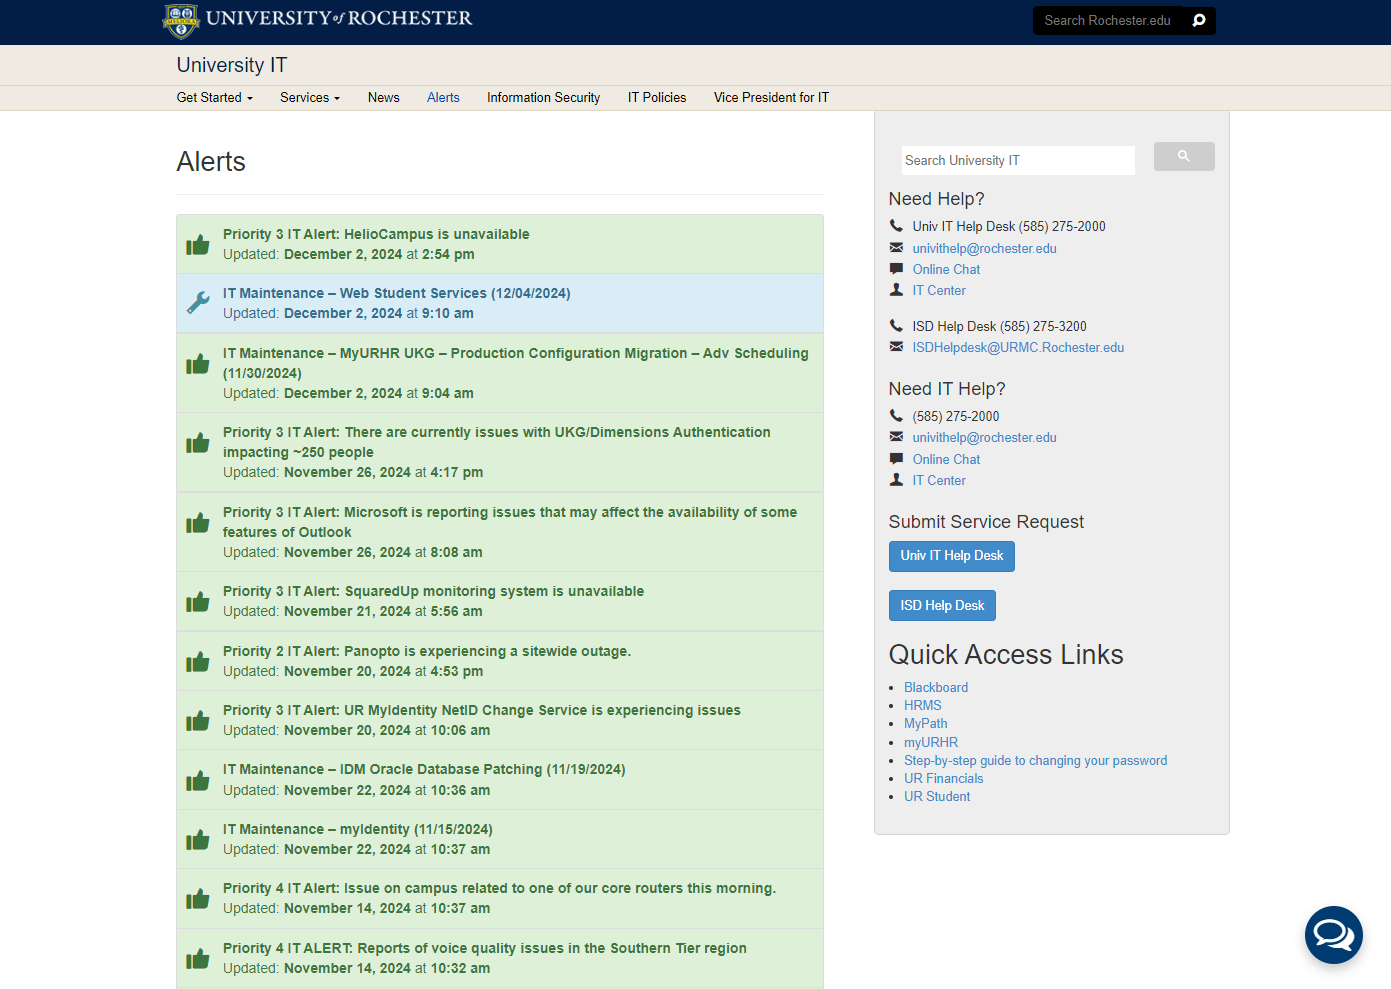 UNIVERSITY of ROCHESTER
MELIORA
Search Rochester.edu
University IT
Get Started
Services
News
Alerts
Information Security
IT Policies
Vice President for IT
Alerts
Priority 3 IT Alert: HelioCampus is unavailable
Updated: December 2, 2024 at 2:54 pm
IT Maintenance – Web Student Services (12/04/2024)
Updated: December 2, 2024 at 9:10 am
IT Maintenance – MyURHR UKG – Production Configuration Migration – Adv Scheduling
(11/30/2024)
Updated: December 2, 2024 at 9:04 am
Priority 3 IT Alert: There are currently issues with UKG/Dimensions Authentication
impacting ~250 people
Updated: November 26, 2024 at 4:17 pm
Priority 3 IT Alert: Microsoft is reporting issues that may affect the availability of some
features of Outlook
Updated: November 26, 2024 at 8:08 am
Priority 3 IT Alert: SquaredUp monitoring system is unavailable
Updated: November 21, 2024 at 5:56 am
Priority 2 IT Alert: Panopto is experiencing a sitewide outage.
Updated: November 20, 2024 at 4:53 pm
Priority 3 IT Alert: UR MyIdentity NetID Change Service is experiencing issues
Updated: November 20, 2024 at 10:06 am
IT Maintenance – IDM Oracle Database Patching (11/19/2024)
Updated: November 22, 2024 at 10:36 am
IT Maintenance – myIdentity (11/15/2024)
Updated: November 22, 2024 at 10:37 am
Priority 4 IT Alert: Issue on campus related to one of our core routers this morning.
Updated: November 14, 2024 at 10:37 am
Priority 4 IT ALERT: Reports of voice quality issues in the Southern Tier region
Updated: November 14, 2024 at 10:32 am
Search University IT
Need Help?
Univ IT Help Desk (585) 275-2000
univithelp@rochester.edu
Online Chat
IT Center
ISD Help Desk (585) 275-3200
ISDHelpdesk@URMC.Rochester.edu
Need IT Help?
(585) 275-2000
univithelp@rochester.edu
Online Chat
IT Center
Submit Service Request
Univ IT Help Desk
ISD Help Desk
Quick Access Links
Blackboard
HRMS
MyPath
myURHR
Step-by-step guide to changing your password
UR Financials
UR Student